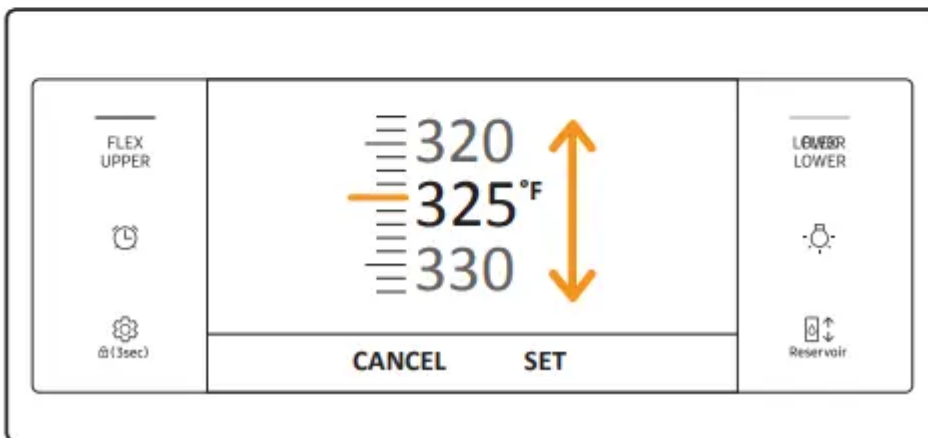 FLEX
UPPER
(3sec)
320
325°F
330
CANCEL
SET
LOWER
Reservoir